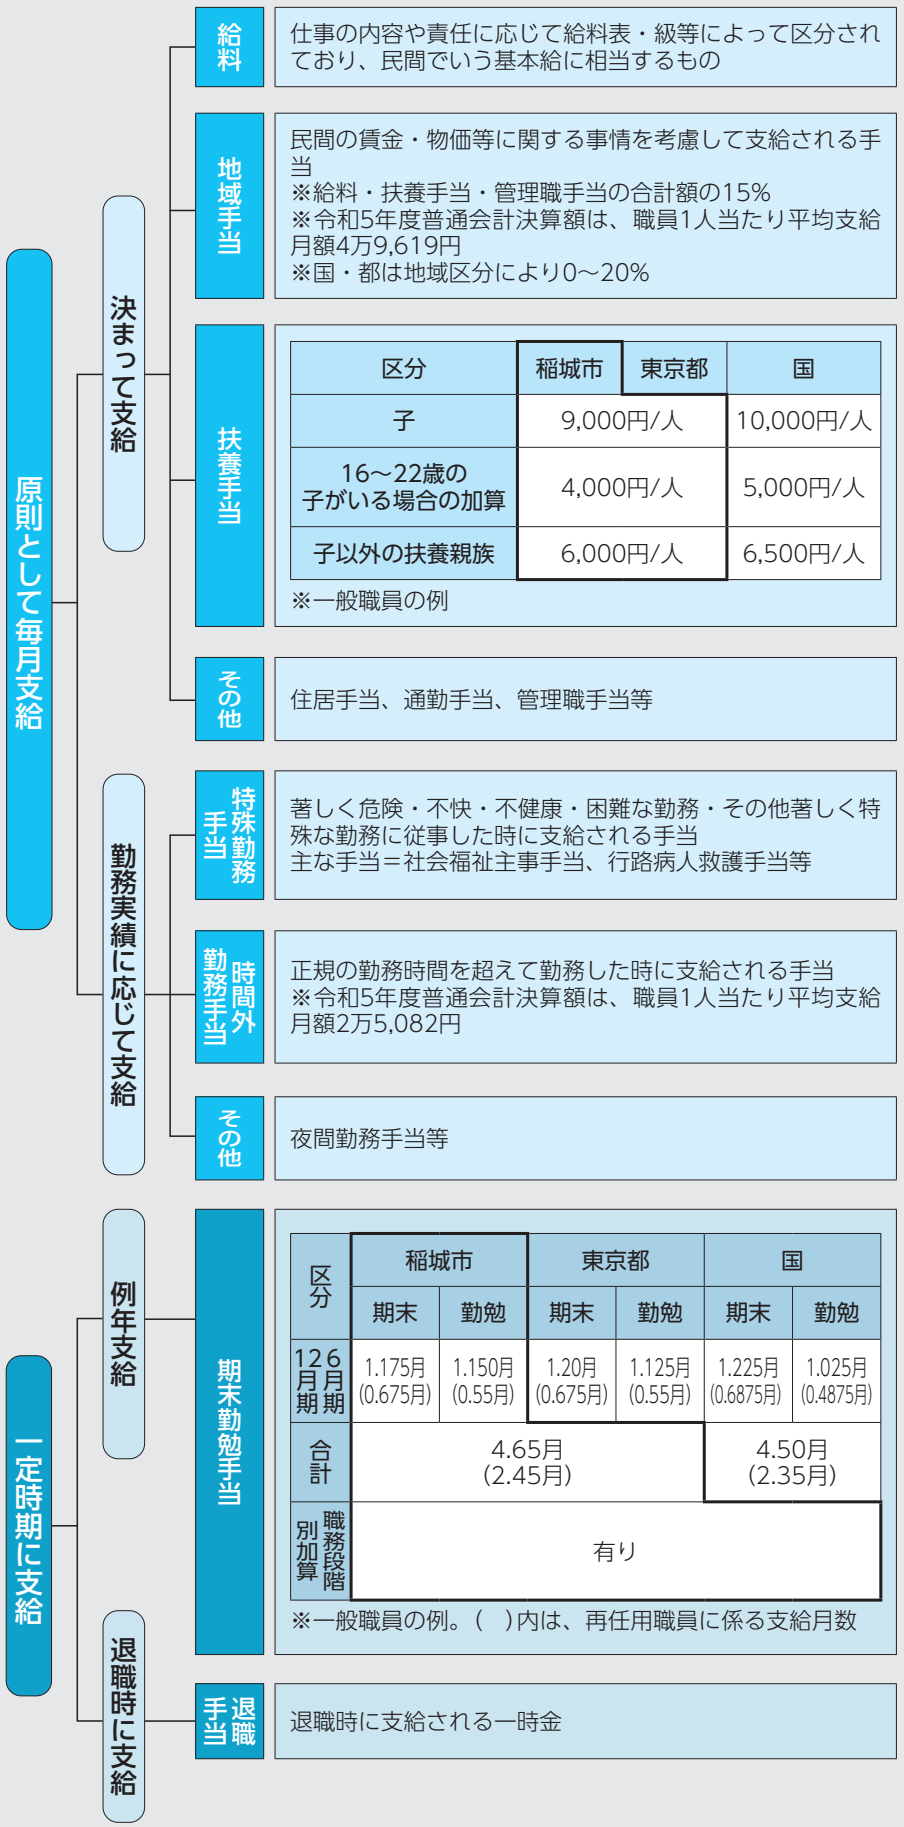 原則として毎月支給
決まって支給
給料
仕事の内容や責任に応じて給料表・級等によって区分され
ており、民間でいう基本給に相当するもの
地域手当
民間の賃金・物価等に関する事情を考慮して支給される手
当
※給料・扶養手当・管理職手当の合計額の15%
※令和5年度普通会計決算額は、職員1人当たり平均支給
月額4万9,619円
※国・都は地域区分により0～20%
扶養手当
区分 稲城市 東京都 国
子 9,000円/人 10,000円/人
16～22歳の
子がいる場合の加算 4,000円/人 5,000円/人
子以外の扶養親族 6,000円/人 6,500円/人
※一般職員の例
その他
住居手当、通勤手当、管理職手当等
勤務実績に応じて支給
特殊勤務
手当
著しく危険・不快・不健康・困難な勤務・その他著しく特
殊な勤務に従事した時に支給される手当
主な手当＝社会福祉主事手当、行路病人救護手当等
時間外
勤務手当
正規の勤務時間を超えて勤務した時に支給される手当
※令和5年度普通会計決算額は、職員1人当たり平均支給
月額2万5,082円
その他
夜間勤務手当等
一定時期に支給
例年支給
期末勤勉手当
区分 稲城市 東京都 国
期末 勤勉 期末 勤勉 期末 勤勉
6月期
12月期
1.175月 1.150月 1.20月 1.125月 1.225月 1.025月
(0.675月) (0.55月) (0.675月) (0.55月) (0.6875月) (0.4875月)
合計
4.65月 4.50月
(2.45月) (2.35月)
職務段階
別加算
有り
※一般職員の例。(　)内は、再任用職員に係る支給月数
退職時に支給
退職
手当
退職時に支給される一時金